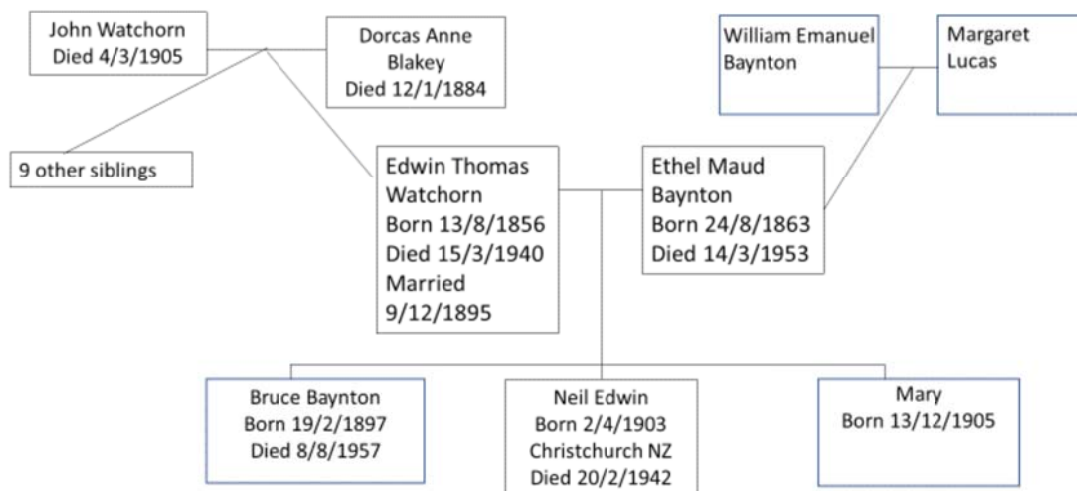 John Watchorn
Died 4/3/1905
Dorcas Anne
Blakey
Died 12/1/1884
William Emanuel
Baynton
Margaret
Lucas
9 other siblings
Edwin Thomas
Watchorn
Born 13/8/1856
Died 15/3/1940
Married
9/12/1895
Ethel Maud
Baynton
Born 24/8/1863
Died 14/3/1953
Bruce Baynton
Born 19/2/1897
Died 8/8/1957
Neil Edwin
Born 2/4/1903
Christchurch NZ
Died 20/2/1942
Mary
Born 13/12/1905